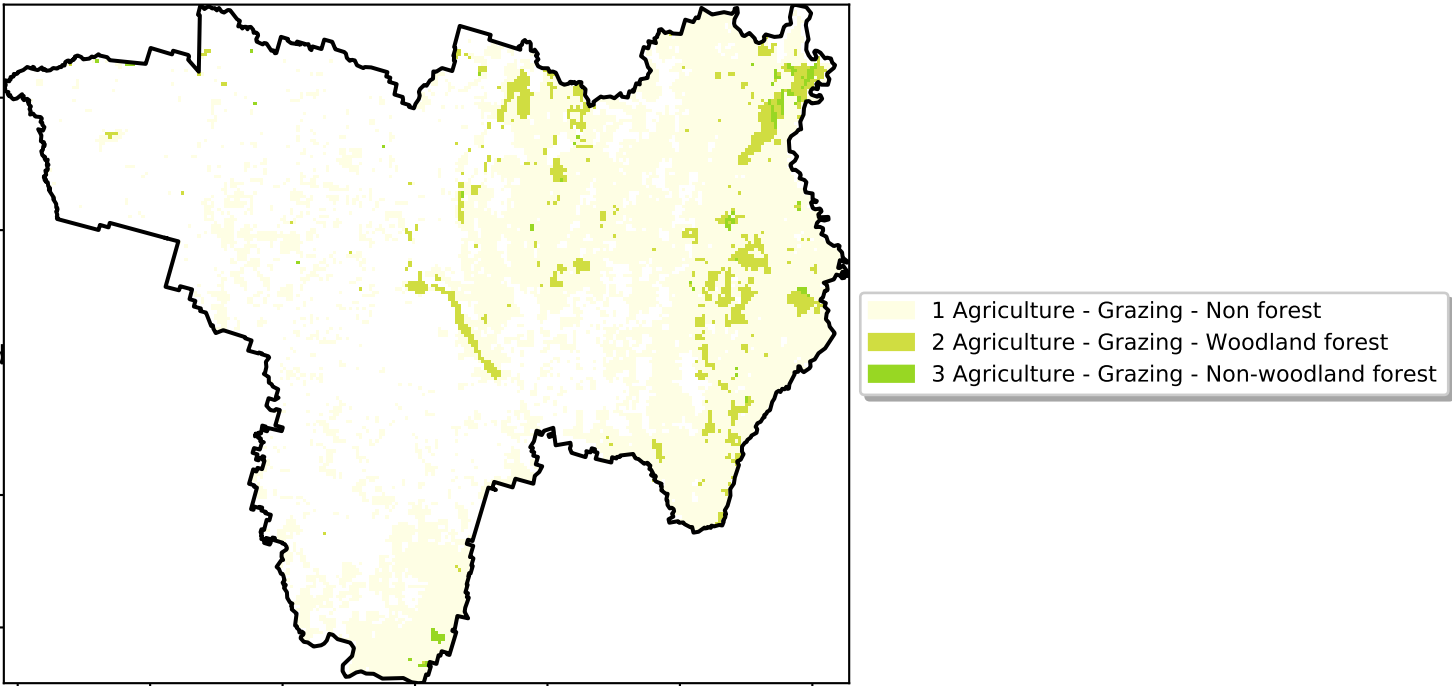 1 Agriculture - Grazing - Non forest
2 Agriculture - Grazing - Woodland forest
3 Agriculture - Grazing - Non-woodland forest